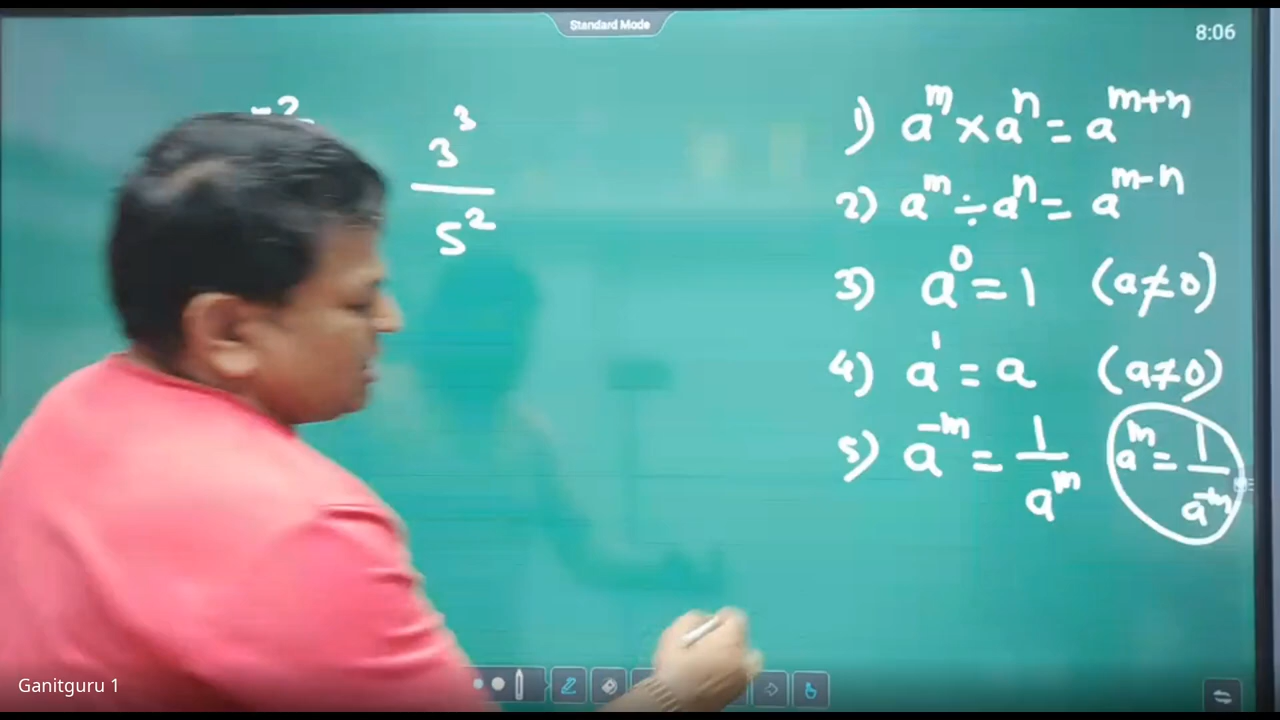 Standard Mode
8:06
-2
3³
5²
1) aᵐ × aⁿ = aᵐ⁺ⁿ
2) aᵐ ÷ aⁿ = aᵐ⁻ⁿ
3) a⁰ = 1 (a ≠ 0)
4) a¹ = a (a ≠ 0)
5) a⁻ᵐ = 1/aᵐ aᵐ = 1/a⁻ᵐ
Ganitguru 1